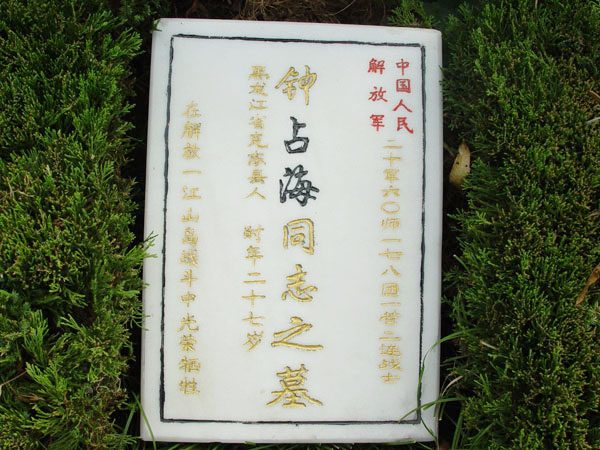 中国人民
解放军
二十军六〇师一七八团一营二连战士
钟占海同志之墓
黑龙江省克东县人 时年二十七岁
在解放一江山岛战斗中光荣牺牲